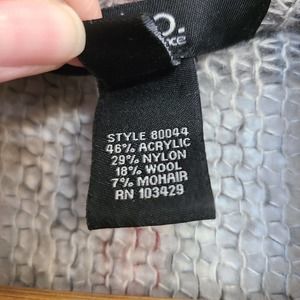 O.
STYLE 80044
46% ACRYLIC
29% NYLON
18% WOOL
7% MOHAIR
RN 103429